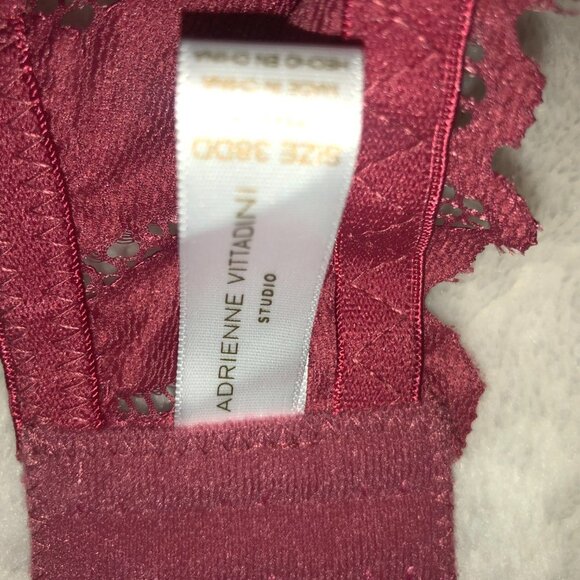 ADRIENNE VITTADINI
STUDIO
SIZE 38DD
MADE IN CHINA